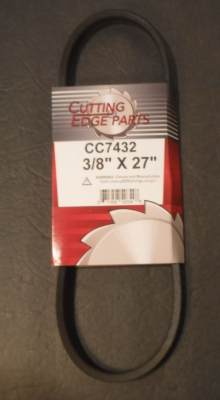 CUTTING
EDGE PARTS
CC7432
3/8" X 27"
WARNING: Cancer and Reproductive